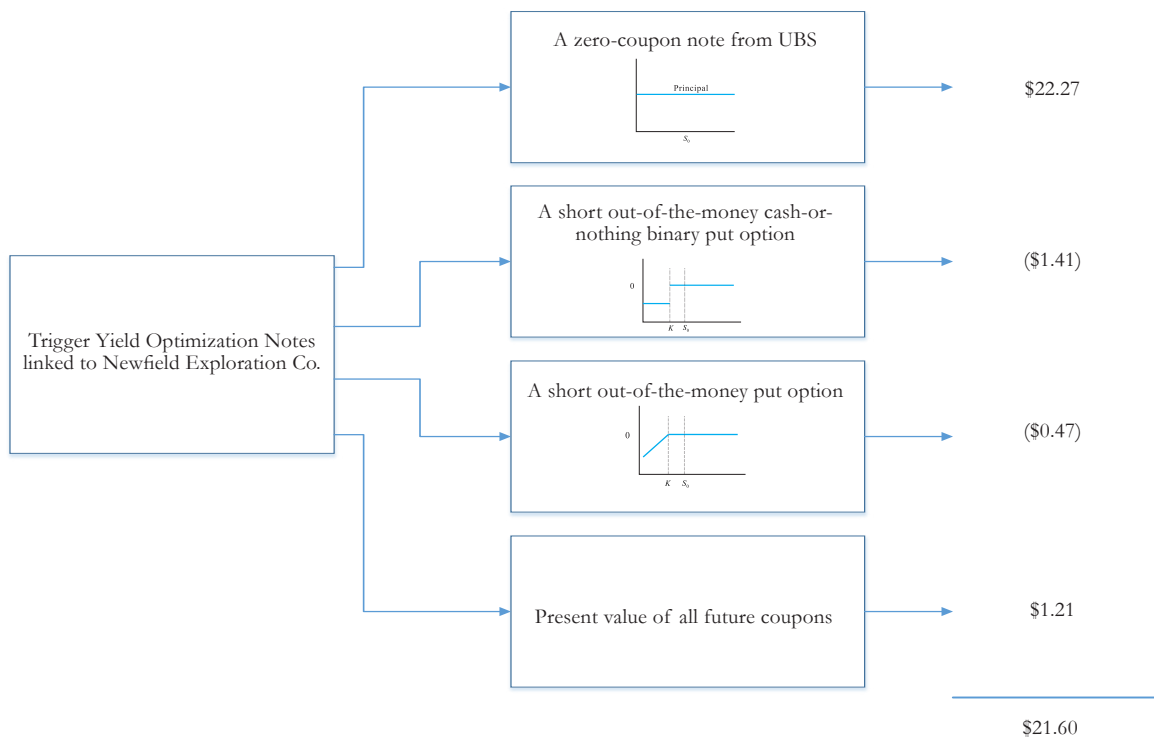 A zero-coupon note from UBS
Principal
S₀
$22.27
A short out-of-the-money cash-or-
nothing binary put option
0
K S₀
($1.41)
Trigger Yield Optimization Notes
linked to Newfield Exploration Co.
A short out-of-the-money put option
0
K S₀
($0.47)
Present value of all future coupons
$1.21
$21.60